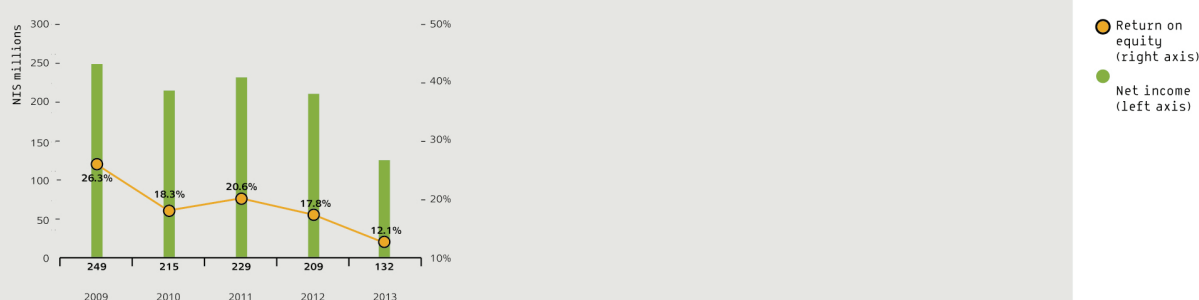 NIS millions
300
250
200
150
100
50
0
50%
40%
30%
20%
10%
26.3%
18.3%
20.6%
17.8%
12.1%
249 215 229 209 132
2009 2010 2011 2012 2013
Return on
equity
(right axis)
Net income
(left axis)